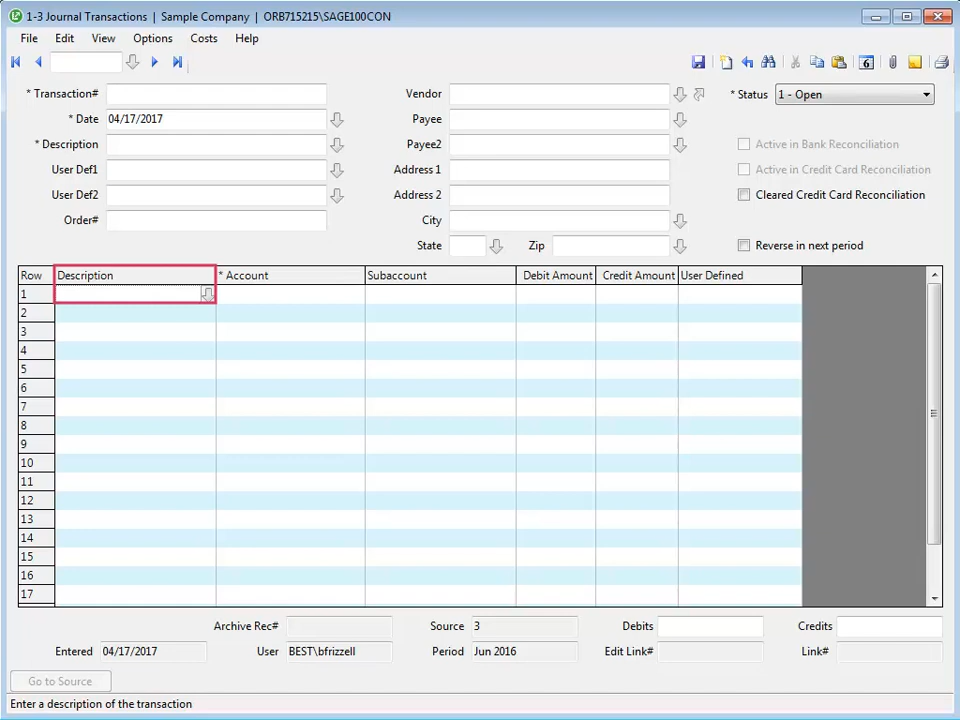 1-3 Journal Transactions | Sample Company | ORB715215\SAGE100CON
File Edit View Options Costs Help
6
* Transaction# Vendor * Status 1 - Open
* Date 04/17/2017 Payee
* Description Payee2 Active in Bank Reconciliation
User Def1 Address 1 Active in Credit Card Reconciliation
User Def2 Address 2 Cleared Credit Card Reconciliation
Order# City
State Zip Reverse in next period
Row Description * Account Subaccount Debit Amount Credit Amount User Defined
1
2
3
4
5
6
7
8
9
10
11
12
13
14
15
16
17
Archive Rec# Source 3 Debits Credits
Entered 04/17/2017 User BEST\bfrizzell Period Jun 2016 Edit Link# Link#
Go to Source
Enter a description of the transaction